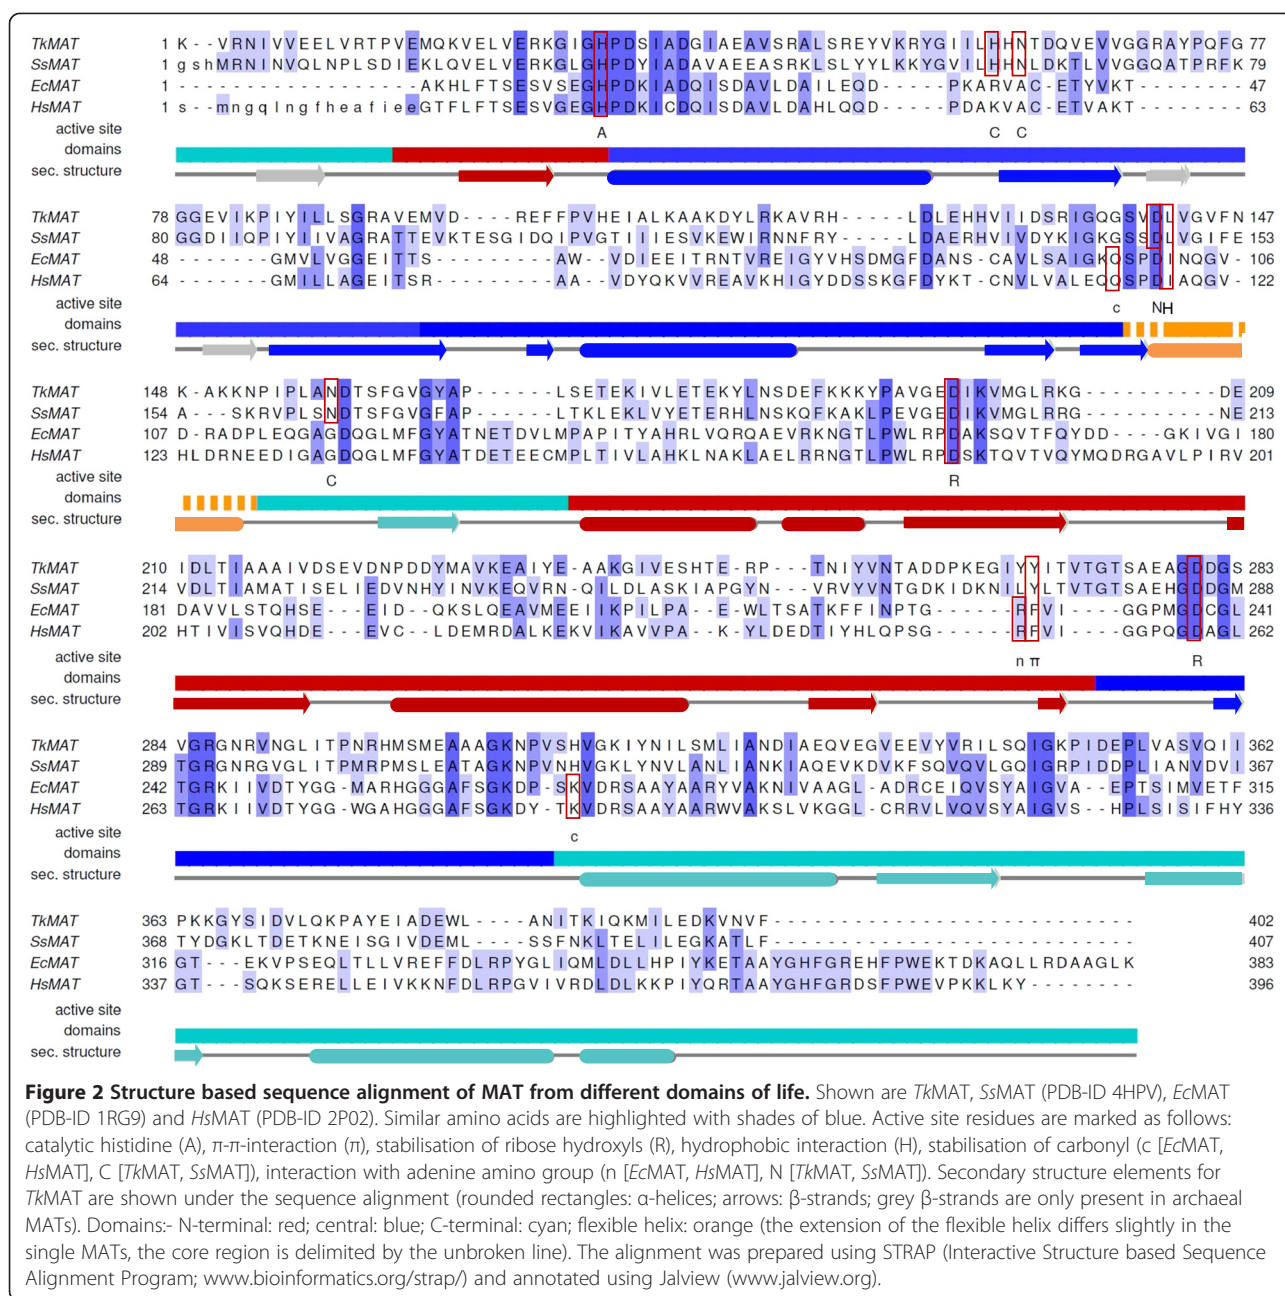 TkMAT 1 K--VRNIVVEELVRTPVEMQKVELVERKGIGHPDSIADGIAEAVSRALSREYVKRYGIILHHNTDQVEVVGGRAYPQFG 77
SsMAT 1 gshMRNINVQLNPLSDIEKLQVELVERKGLGHPDYIADAVAEEASRKLSLYYLKKYGVILHHNLDKTLVVGGQATPRFK 79
EcMAT 1 ------------------AKHLFTSESVSEGHPDKIADQISDAVLDAILEQD-----PKARVAC-ETYVKT-------- 47
HsMAT 1 s--mngqlngfheafieeGTFLFTSESVSEGHPDKICDQISDAVLDAHLQQD-----PDAKVAC-ETVAKT-------- 63
active site A C C
domains
sec. structure
TkMAT 78 GGEVIKPIYILLSGRAVEMVD----REFFPVHEIALKAAKDYLRKAVRH-----LDLEHHVIIDSRIGQGSVDLVGVFN 147
SsMAT 80 GGDIIQPIYIIVAGRATTEVKTESGIDQIPVGTIIIESVKEWIRNNFRY-----LDAERHVIVDYKIGKGSSDLVGIFE 153
EcMAT 48 -------GMVLVGGEITTS------AW--VDIEEITRNTVREIGYVHSDMGFDANS-CAVLSAIGKQSPDINQGV- 106
HsMAT 64 -------GMILLAGEITSR------AA--VDYQKVVREAVKHIGYDDSSKGFDYKT-CNVLVALEQQSPDIAQGV- 122
active site c N H
domains
sec. structure
TkMAT 148 K-AKKNPIPLANDTSFGVGYAP------LSETEKIVLETEKYLNSDEFKKKYPAVGEDIKVMGLRKG-------DE 209
SsMAT 154 A---SKRVPLSNDTSFGVGFAP------LTKLEKLVYETERHLNSKQFKAKLPEVGEDIKVMGLRRG-------NE 213
EcMAT 107 D-RADPLEQGAGDQGLMFGYATNETDVLMPAPITYAHRLVQRQAEVRKNGTLPWLRPDAKSQVTFQYDD----GKIVGI 180
HsMAT 123 HLDRNEEDIGAGDQGLMFGYATDETEECMPLTIVLAHKLNAKLAELRRNGTLPWLRPDSKTQVTVQYMQDRGAVLPIRV 201
active site C R
domains
sec. structure
TkMAT 210 IDLTIAAAIVDSEVDNPDDYMAVKEAIYE-AAKGIVESHTE-RP---TNIYVNTADDPKEGIYYITVTGTSAEAGDDGS 283
SsMAT 214 VDLTIAMATISELIEDVNHYINVKEQVRN-QILDLASKIAPGYN---VRVYVNTGDKIDKNILYLTVTGTSAEHGDDGM 288
EcMAT 181 DAVVLSTQHSE---EID--QKSLQEAVMEEIIKPILPA--E-WLTSATKFFINPTG------RFVI----GGPMGDCGL 241
HsMAT 202 HTIVISVQHDE---EVC--LDEMRDALKEKVIKAVVPA--K-YLDEDTIYHLQPSG------RFVI----GGPQGDAGL 262
active site n π R
domains
sec. structure
TkMAT 284 VGRGNRVNGLITPNRHMSMEAAAGKNPVSHVGKIYNILSMLIANDIAEQVEGVEEVYVRILSQIGKPIDEPLVASVQII 362
SsMAT 289 TGRGNRGVGLITPMRPMSLEATAGKNPVNHVGKLYNVLANLIANKIAQEVKDVKFSQVQVLGQIGRPIDDPLIANVDVI 367
EcMAT 242 TGRKIIVDTYGG-MARHGGGAFSGKDP-SKVDRSAAYAARYVAKNIVAAGL-ADRCEIQVSYAIGVA--EPTSIMVETF 315
HsMAT 263 TGRKIIVDTYGG-WGAHGGGAFSGKDY-TKVDRSAAYAARWVAKSLVKGGL-CRRVLVQVSYAIGVS--HPLSISIFHY 336
active site c
domains
sec. structure
TkMAT 363 PKKGYSIDVLQKPAYEIADEWL----ANITKIQKMILEDKVNVF--------------------------- 402
SsMAT 368 TYDGKLTDETKNEISGIVDEML----SSFNKLTELILEGKATLF--------------------------- 407
EcMAT 316 GT---EKVPSEQLTLLVREFFDLRPYGLIQMLDLLHPIYKETAAYGHFGREHFPWEKTDKAQLLRDAAGLK 383
HsMAT 337 GT---SQKSERELLEIVKKNFDLRPGVIVRDLDLKKPIYQRTAAYGHFGRDSFPWEVPKKLKY-------- 396
active site
domains
sec. structure
Figure 2 Structure based sequence alignment of MAT from different domains of life. Shown are TkMAT, SsMAT (PDB-ID 4HPV), EcMAT
(PDB-ID 1RG9) and HsMAT (PDB-ID 2P02). Similar amino acids are highlighted with shades of blue. Active site residues are marked as follows:
catalytic histidine (A), π-π-interaction (π), stabilisation of ribose hydroxyls (R), hydrophobic interaction (H), stabilisation of carbonyl (c [EcMAT,
HsMAT], C [TkMAT, SsMAT]), interaction with adenine amino group (n [EcMAT, HsMAT], N [TkMAT, SsMAT]). Secondary structure elements for
TkMAT are shown under the sequence alignment (rounded rectangles: α-helices; arrows: β-strands; grey β-strands are only present in archaeal
MATs). Domains:- N-terminal: red; central: blue; C-terminal: cyan; flexible helix: orange (the extension of the flexible helix differs slightly in the
single MATs, the core region is delimited by the unbroken line). The alignment was prepared using STRAP (Interactive Structure based Sequence
Alignment Program; www.bioinformatics.org/strap/) and annotated using Jalview (www.jalview.org).